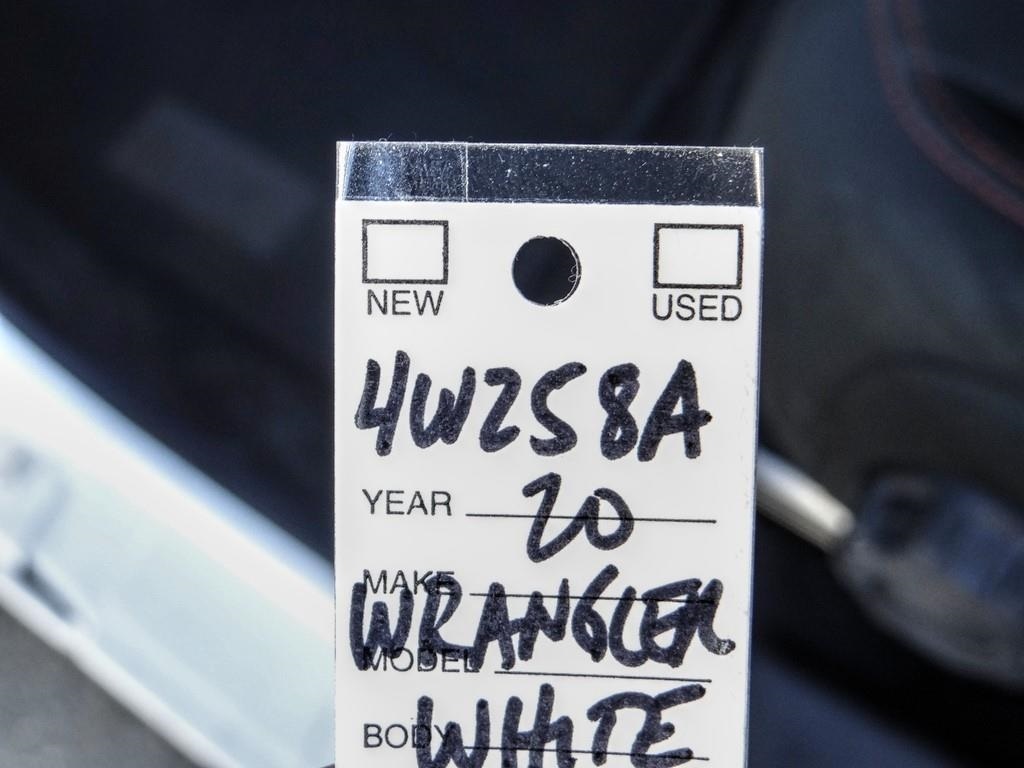 NEW USED
4W258A
YEAR 20
MAKE
WRANGLER
MODEL
BODY WHITE